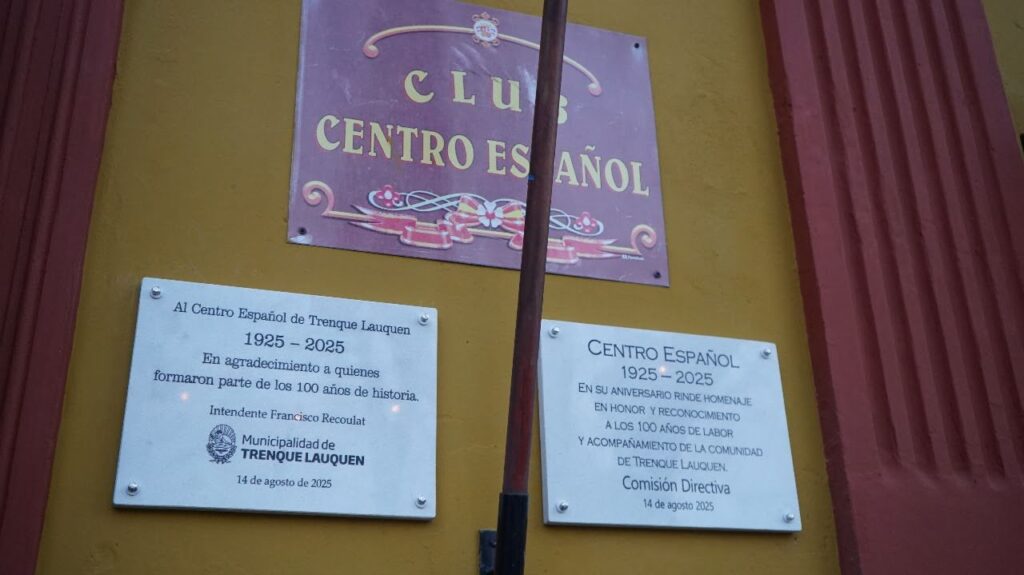 CLUB
CENTRO ESPAÑOL
Al Centro Español de Trenque Lauquen
1925 – 2025
En agradecimiento a quienes
formaron parte de los 100 años de historia.
Intendente Francisco Recoulat
Municipalidad de
TRENQUE LAUQUEN
14 de agosto de 2025
CENTRO ESPAÑOL
1925 – 2025
EN SU ANIVERSARIO RINDE HOMENAJE
EN HONOR Y RECONOCIMIENTO
A LOS 100 AÑOS DE LABOR
Y ACOMPAÑAMIENTO DE LA COMUNIDAD
DE TRENQUE LAUQUEN.
Comisión Directiva
14 de agosto 2025